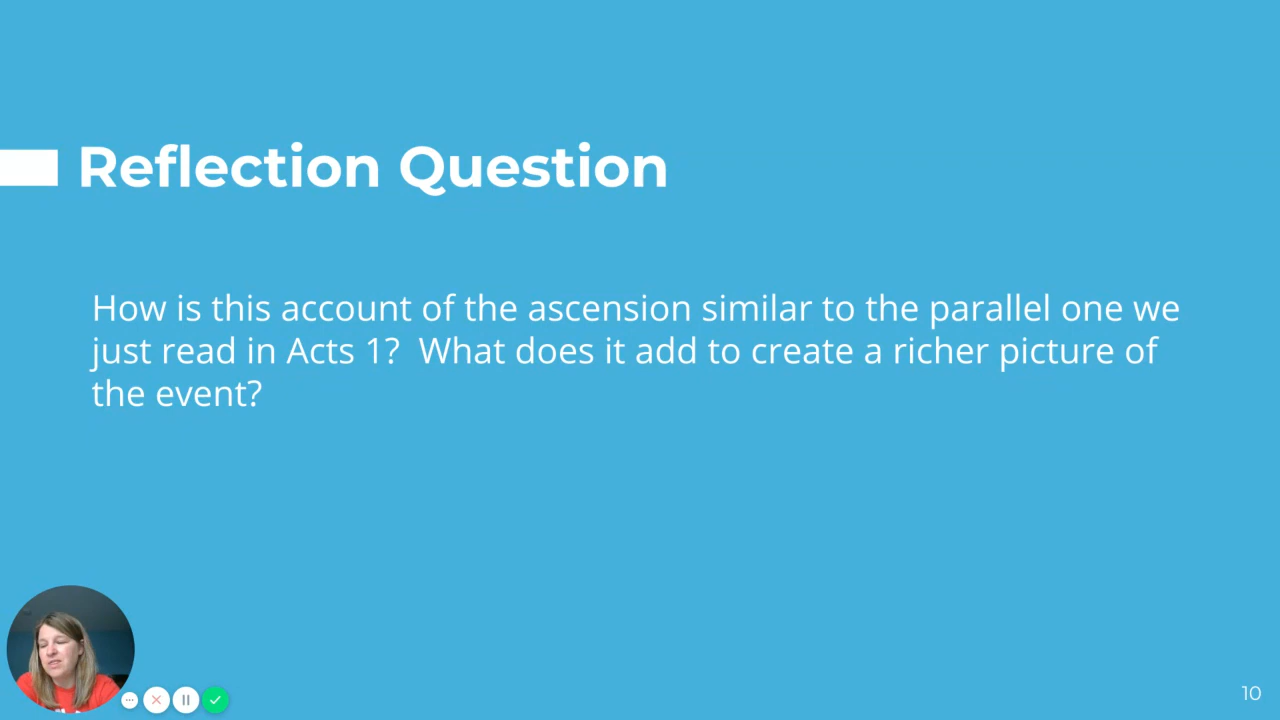 Reflection Question
How is this account of the ascension similar to the parallel one we
just read in Acts 1?  What does it add to create a richer picture of
the event?
10